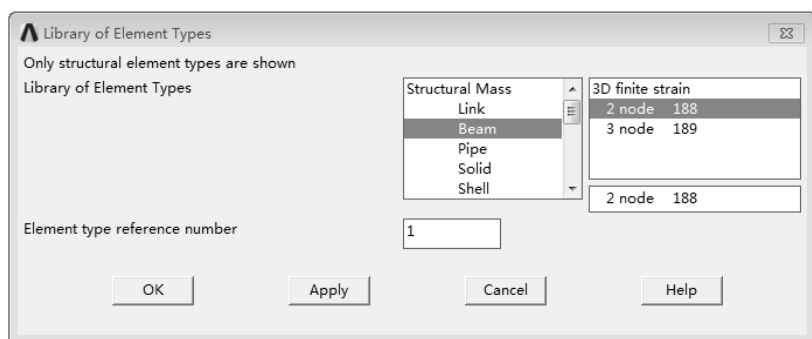 Library of Element Types
Only structural element types are shown
Library of Element Types
Structural Mass
Link
Beam
Pipe
Solid
Shell
3D finite strain
2 node 188
3 node 189
2 node 188
Element type reference number
1
OK
Apply
Cancel
Help